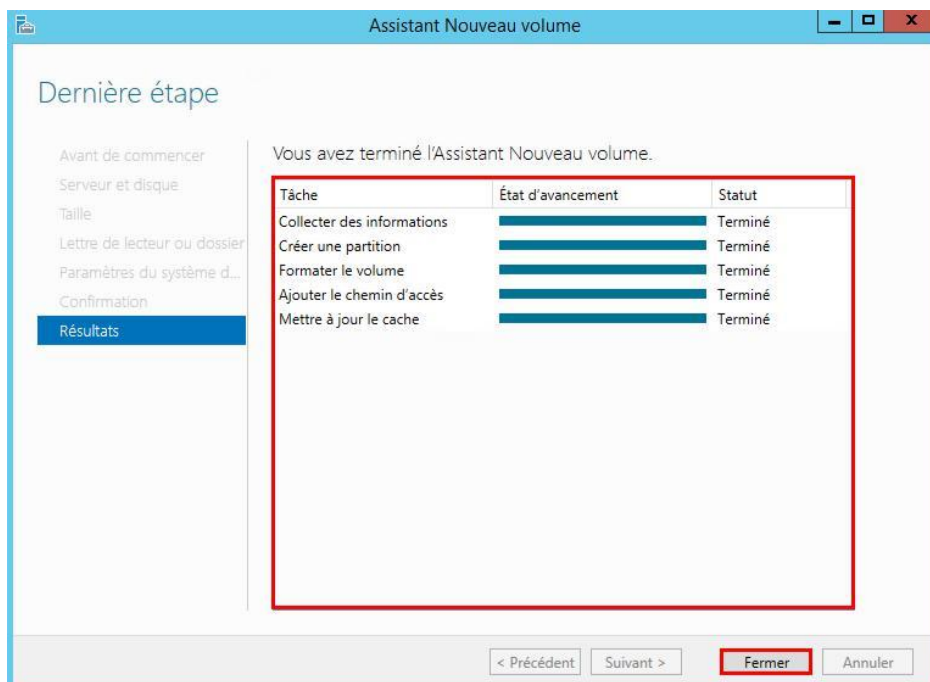 Assistant Nouveau volume
Dernière étape
Avant de commencer
Serveur et disque
Taille
Lettre de lecteur ou dossier
Paramètres du système d...
Confirmation
Résultats
Vous avez terminé l'Assistant Nouveau volume.
Tâche État d'avancement Statut
Collecter des informations Terminé
Créer une partition Terminé
Formater le volume Terminé
Ajouter le chemin d'accès Terminé
Mettre à jour le cache Terminé
< Précédent Suivant > Fermer Annuler